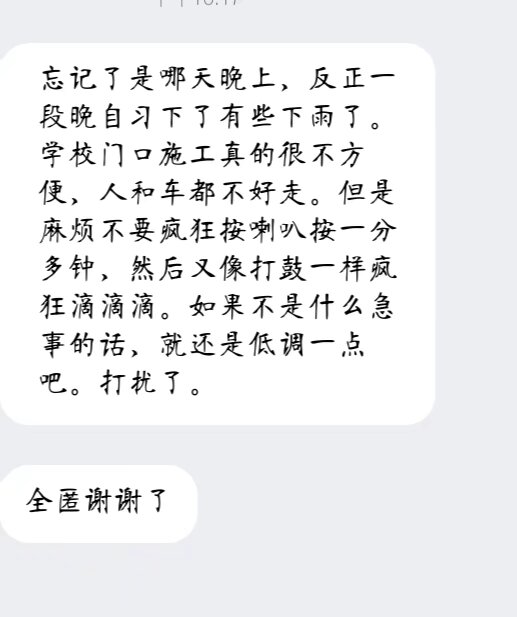 忘记了是哪天晚上，反正一
段晚自习下了有些下雨了。
学校门口施工真的很不方
便，人和车都不好走。但是
麻烦不要疯狂按喇叭按一分
多钟，然后又像打鼓一样疯
狂滴滴滴。如果不是什么急
事的话，就还是低调一点
吧。打扰了。
全匿谢谢了